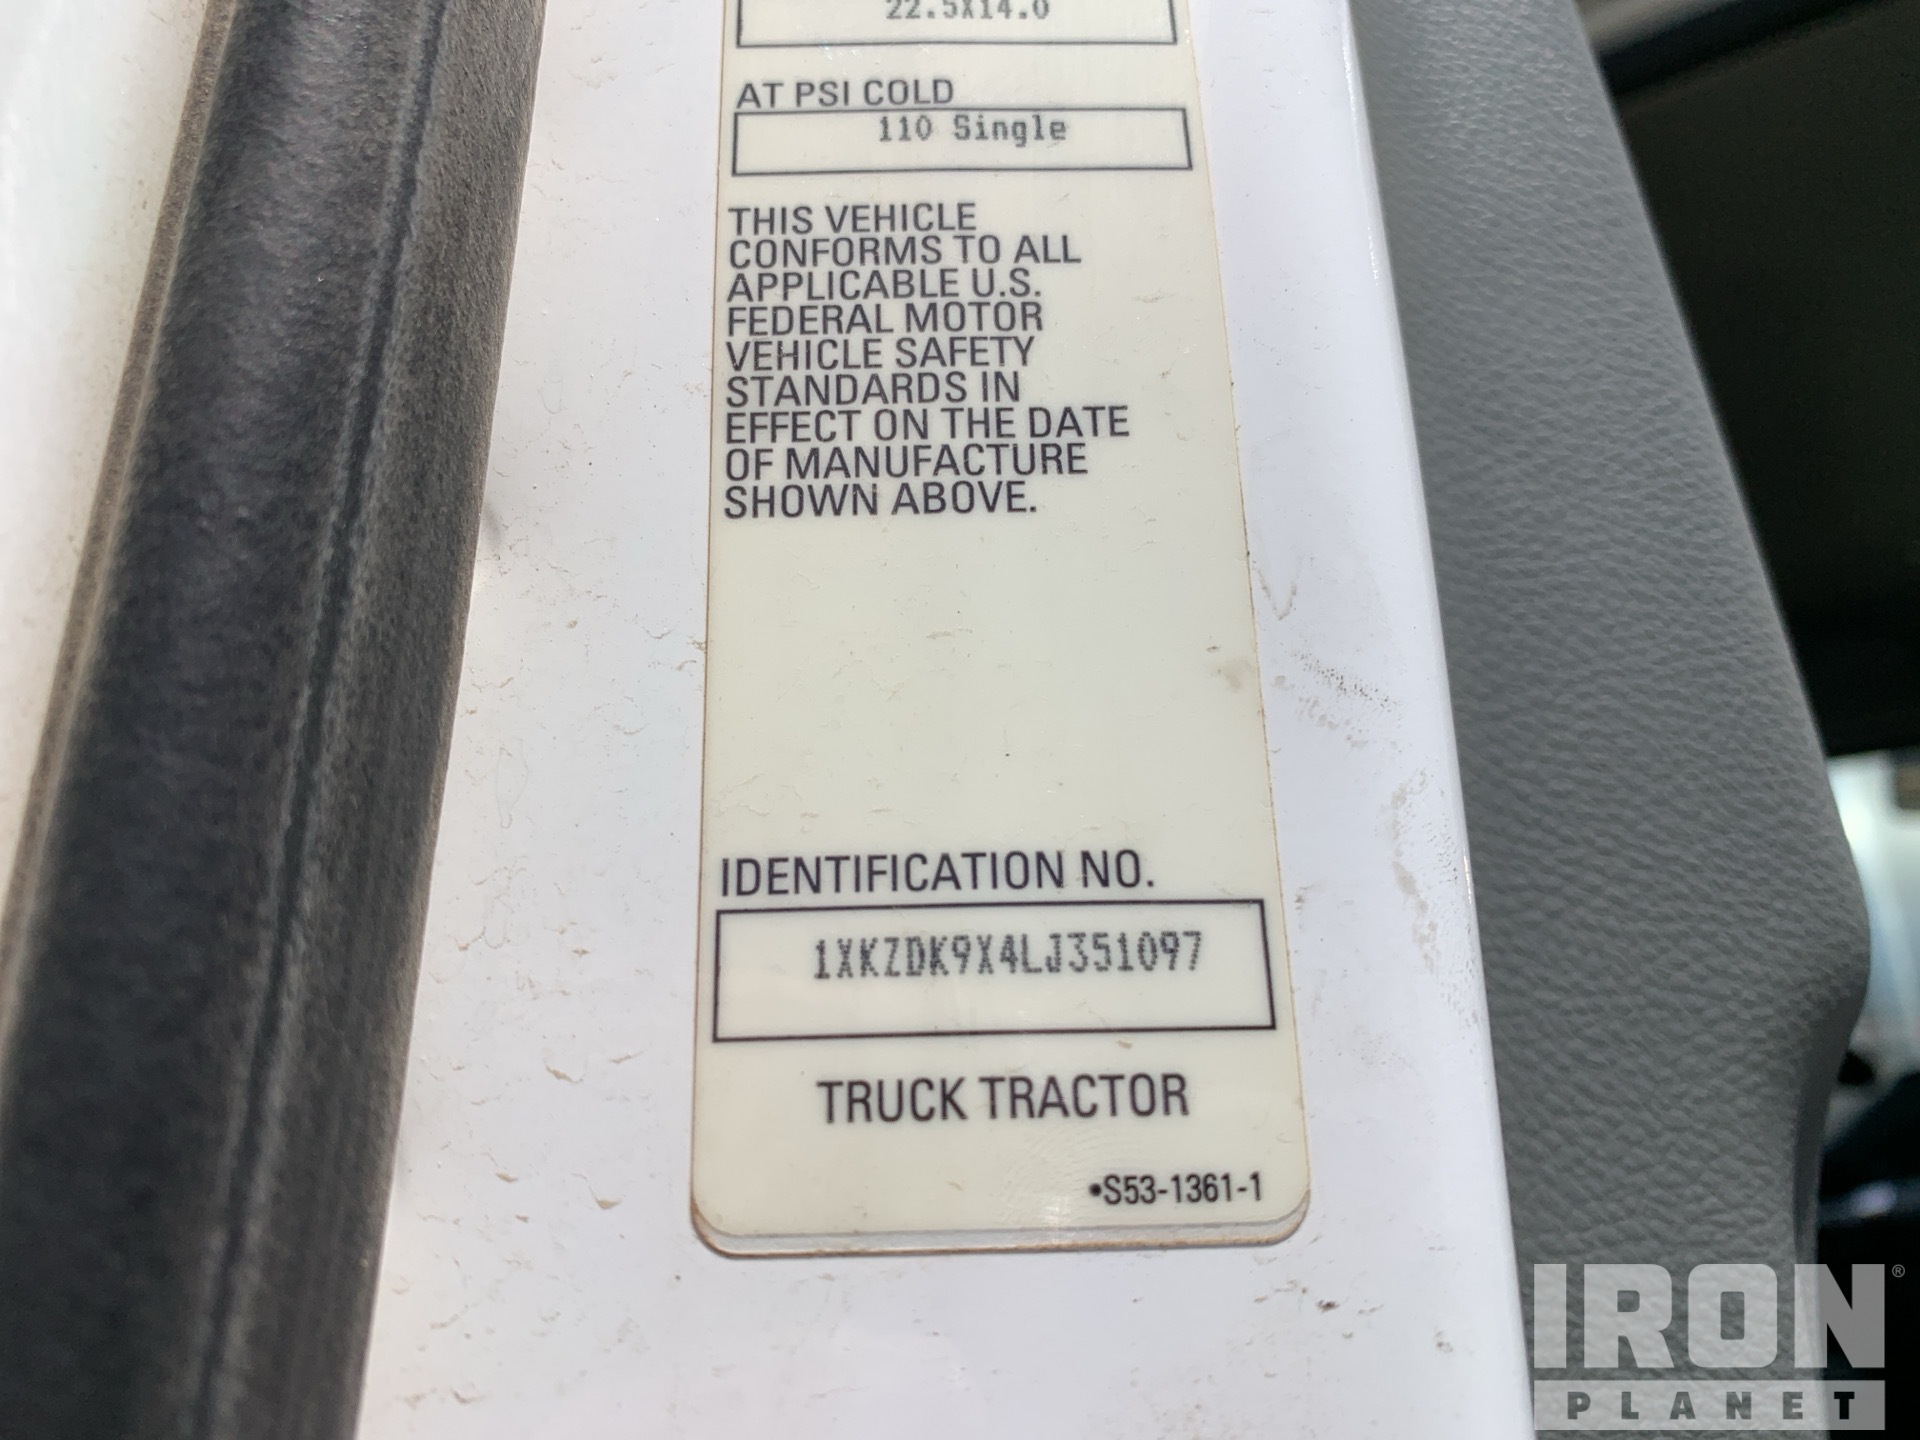 22.5X14.0
AT PSI COLD
110 Single
THIS VEHICLE
CONFORMS TO ALL
APPLICABLE U.S.
FEDERAL MOTOR
VEHICLE SAFETY
STANDARDS IN
EFFECT ON THE DATE
OF MANUFACTURE
SHOWN ABOVE.
IDENTIFICATION NO.
1XKZDK9X4LJ351097
TRUCK TRACTOR
•S53-1361-1
IRON®
PLANET